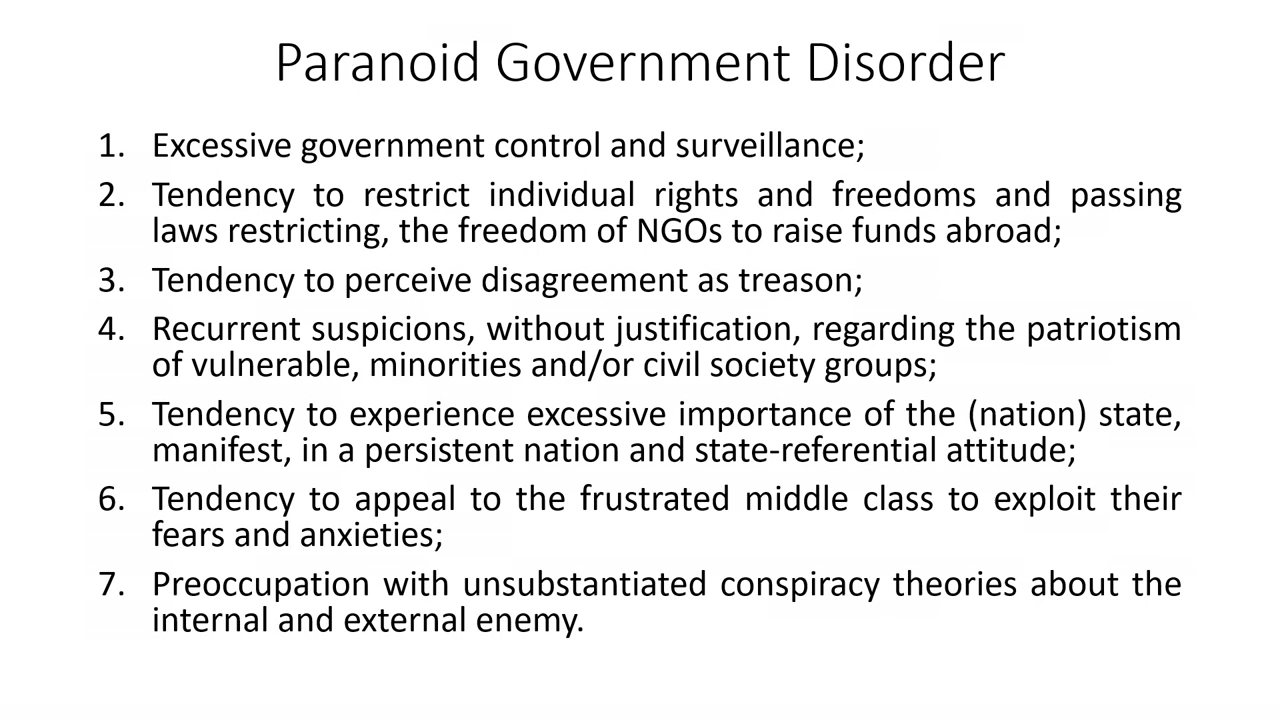 Paranoid Government Disorder
1. Excessive government control and surveillance;
2. Tendency to restrict individual rights and freedoms and passing
laws restricting, the freedom of NGOs to raise funds abroad;
3. Tendency to perceive disagreement as treason;
4. Recurrent suspicions, without justification, regarding the patriotism
of vulnerable, minorities and/or civil society groups;
5. Tendency to experience excessive importance of the (nation) state,
manifest, in a persistent nation and state-referential attitude;
6. Tendency to appeal to the frustrated middle class to exploit their
fears and anxieties;
7. Preoccupation with unsubstantiated conspiracy theories about the
internal and external enemy.